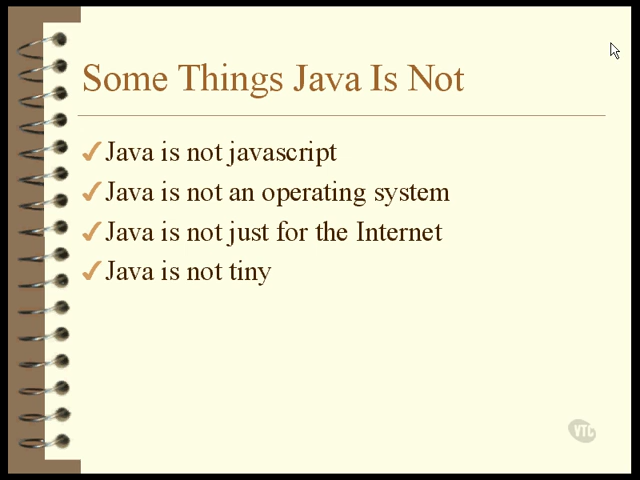 Some Things Java Is Not
Java is not javascript
Java is not an operating system
Java is not just for the Internet
Java is not tiny
VTC